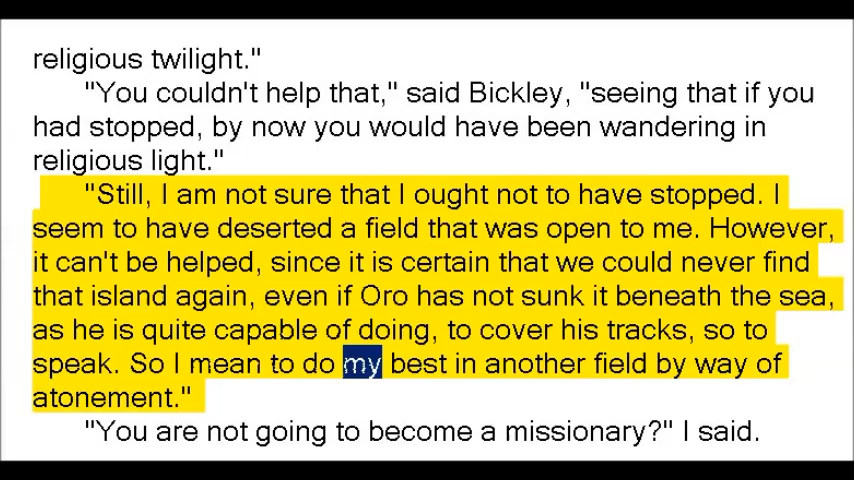 religious twilight."
"You couldn't help that," said Bickley, "seeing that if you
had stopped, by now you would have been wandering in
religious light."
"Still, I am not sure that I ought not to have stopped. I
seem to have deserted a field that was open to me. However,
it can't be helped, since it is certain that we could never find
that island again, even if Oro has not sunk it beneath the sea,
as he is quite capable of doing, to cover his tracks, so to
speak. So I mean to do my best in another field by way of
atonement."
"You are not going to become a missionary?" I said.